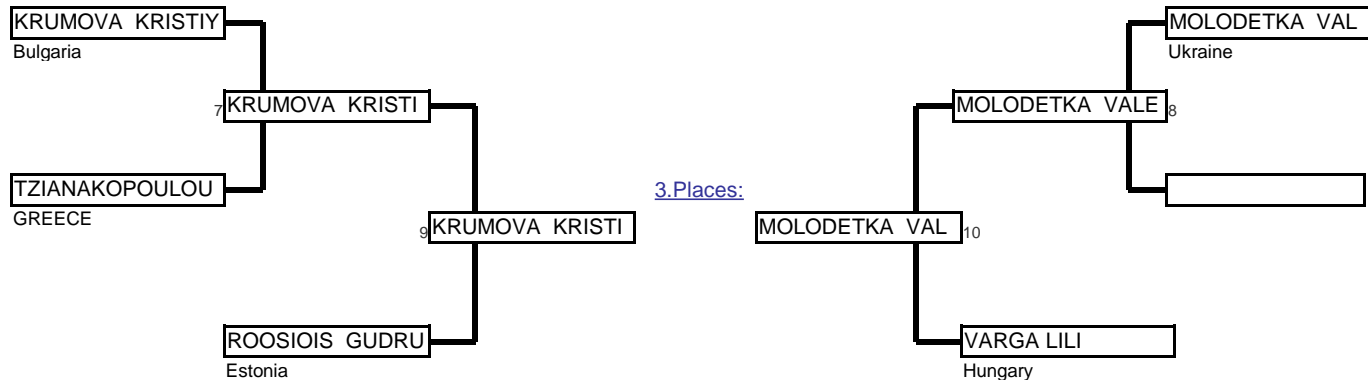 KRUMOVA KRISTIY
Bulgaria
MOLODETKA VAL
Ukraine
7 KRUMOVA KRISTI
MOLODETKA VALE 8
TZIANAKOPOULOU
GREECE
3.Places:
9 KRUMOVA KRISTI
MOLODETKA VAL 10
ROOSIOIS GUDRU
Estonia
VARGA LILI
Hungary